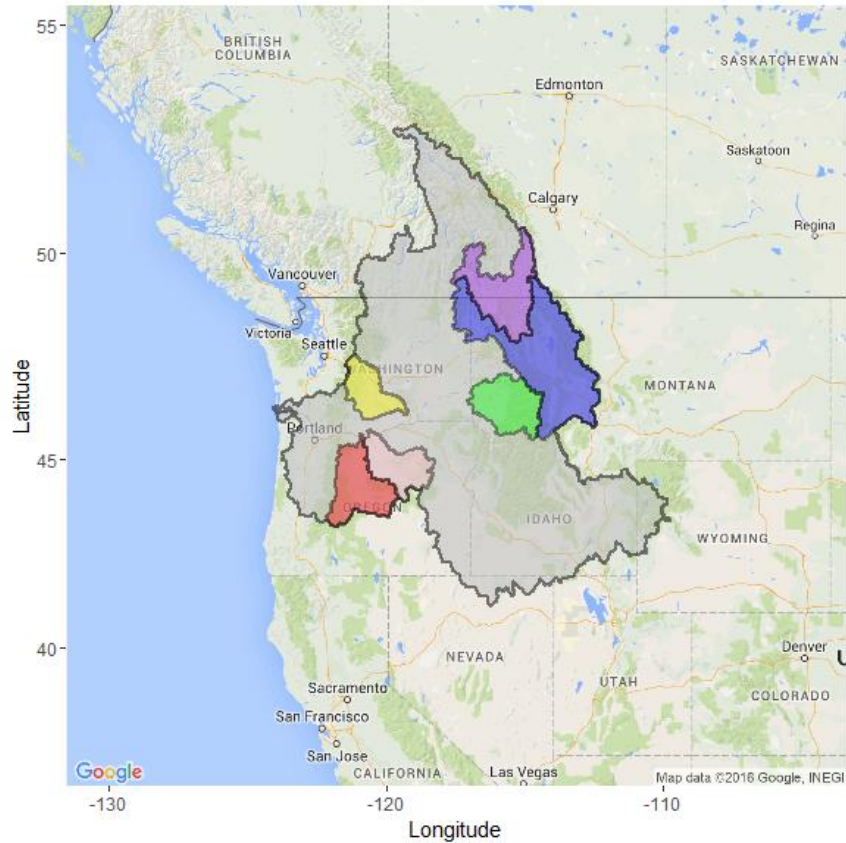 55-
BRITISH
COLUMBIA
SASKATCHEWAN
Edmonton
Saskatoon
Calgary
Regina
50-
Vancouver
Victoria
Seattle
WASHINGTON
MONTANA
Latitude
Portland
45-
OREGON
IDAHO
WYOMING
40-
NEVADA
Denver
U
UTAH
COLORADO
Sacramento
San Francisco
San Jose
CALIFORNIA
Las Vegas
Google
Map data ©2016 Google, INEGI
-130
-120
-110
Longitude